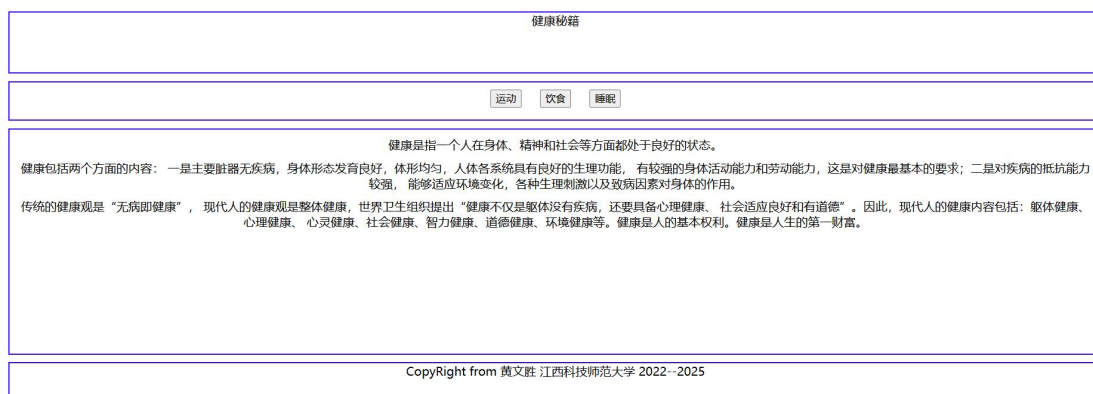 健康秘籍
运动 饮食 睡眠
健康是指一个人在身体、精神和社会等方面都处于良好的状态。
健康包括两个方面的内容： 一是主要脏器无疾病，身体形态发育良好，体形均匀，人体各系统具有良好的生理功能， 有较强的身体活动能力和劳动能力，这是对健康最基本的要求；二是对疾病的抵抗能力
较强， 能够适应环境变化，各种生理刺激以及致病因素对身体的作用。
传统的健康观是“无病即健康”， 现代人的健康观是整体健康，世界卫生组织提出“健康不仅是躯体没有疾病，还要具备心理健康、 社会适应良好和有道德”。因此，现代人的健康内容包括：躯体健康、
心理健康、 心灵健康、社会健康、智力健康、道德健康、环境健康等。健康是人的基本权利。健康是人生的第一财富。
CopyRight from 黄文胜 江西科技师范大学 2022--2025